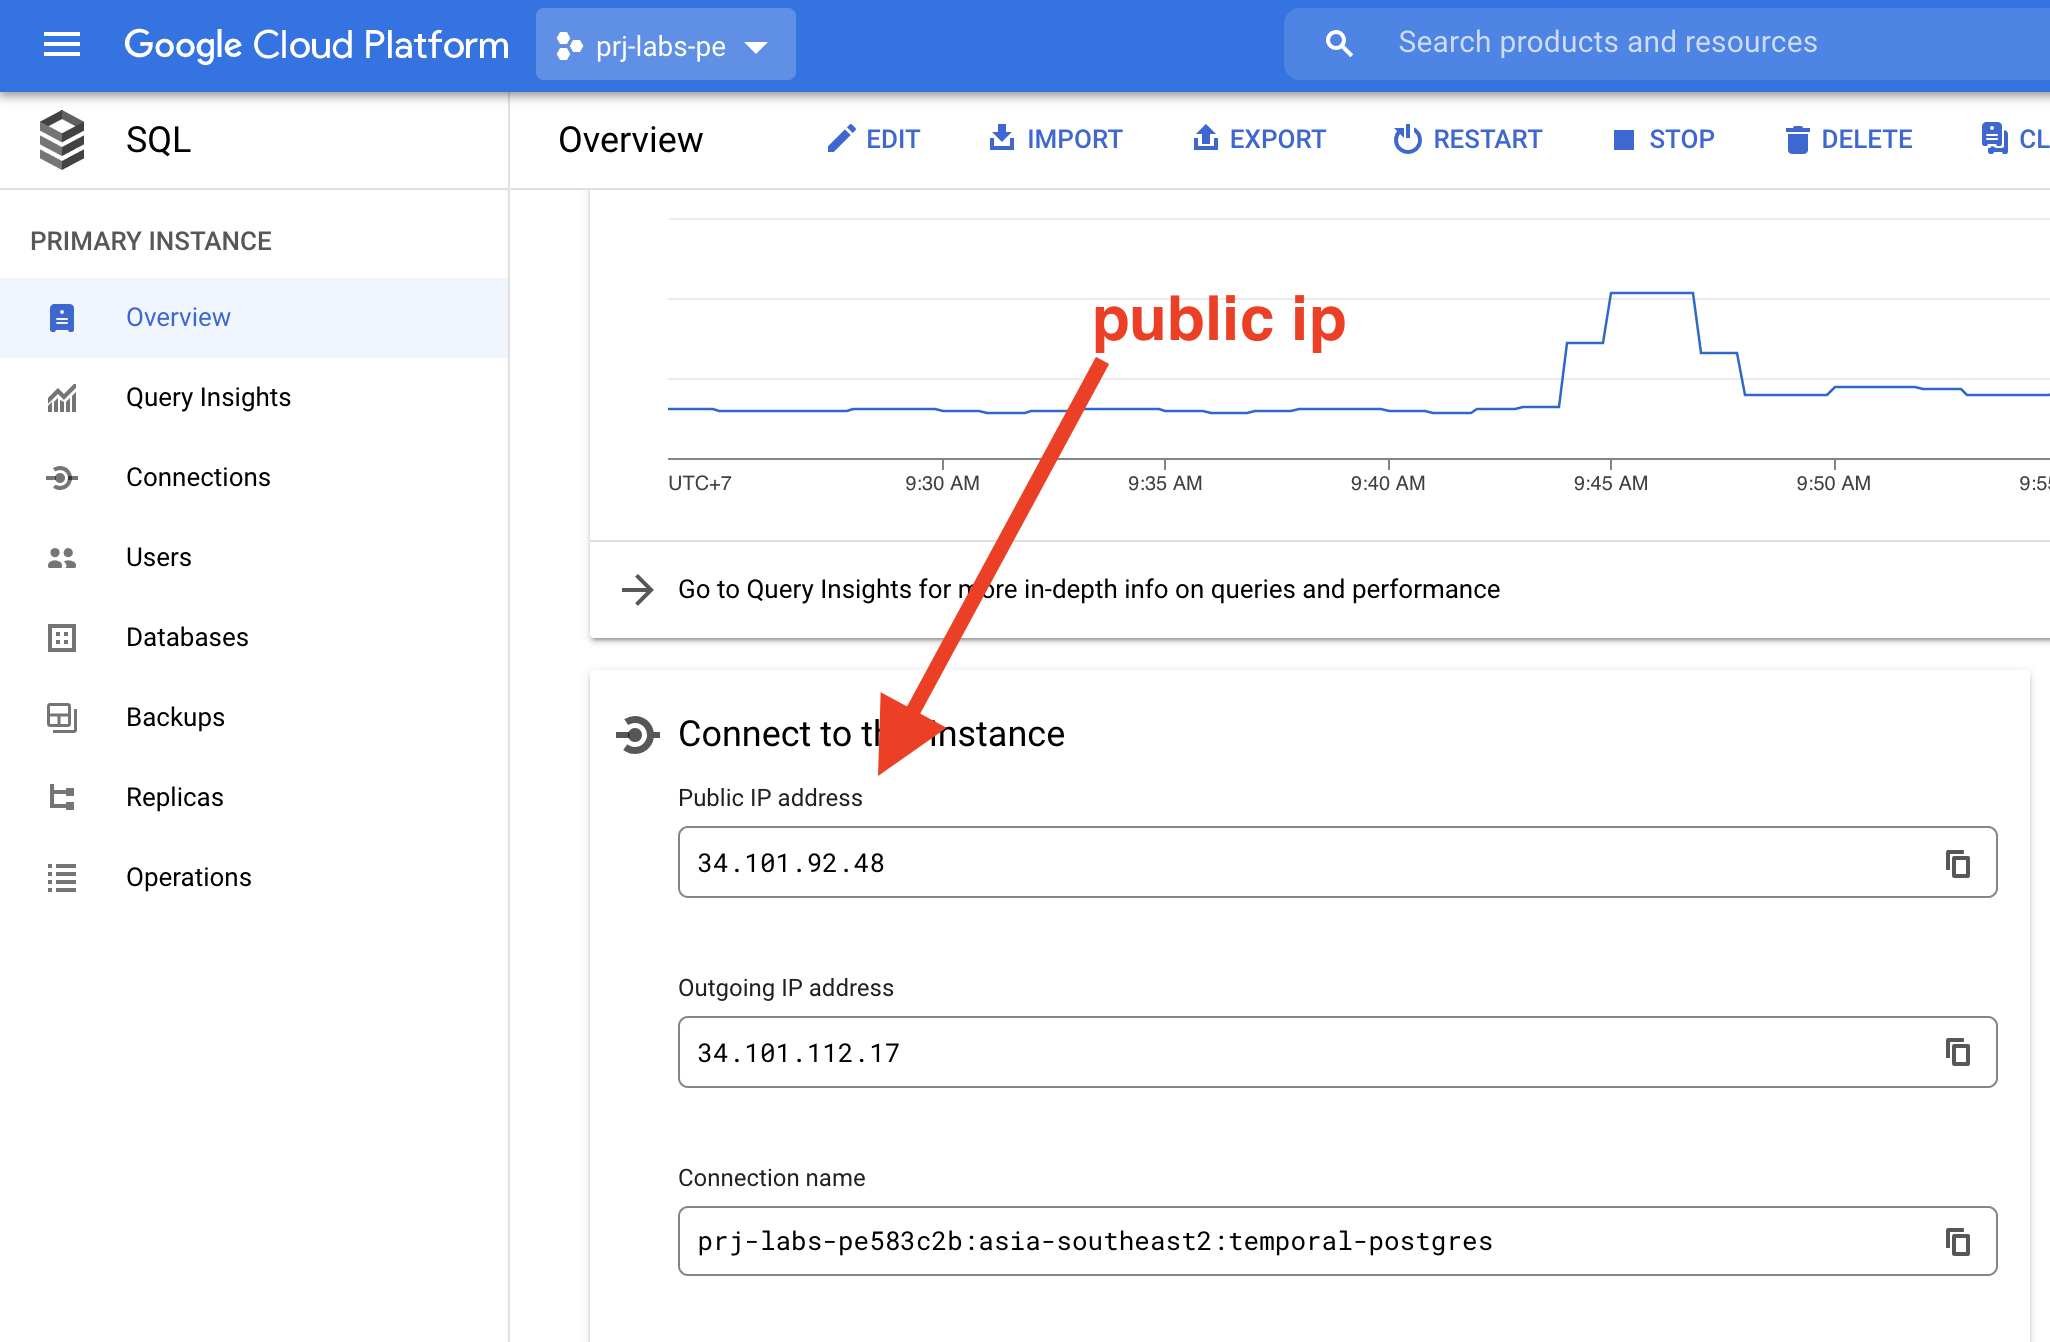 Google Cloud Platform
prj-labs-pe
Search products and resources
SQL
Overview
EDIT
IMPORT
EXPORT
RESTART
STOP
DELETE
CL
PRIMARY INSTANCE
Overview
Query Insights
Connections
Users
Databases
Backups
Replicas
Operations
public ip
UTC+7 9:30 AM 9:35 AM 9:40 AM 9:45 AM 9:50 AM 9:55
Go to Query Insights for more in-depth info on queries and performance
Connect to this instance
Public IP address
34.101.92.48
Outgoing IP address
34.101.112.17
Connection name
prj-labs-pe583c2b:asia-southeast2:temporal-postgres